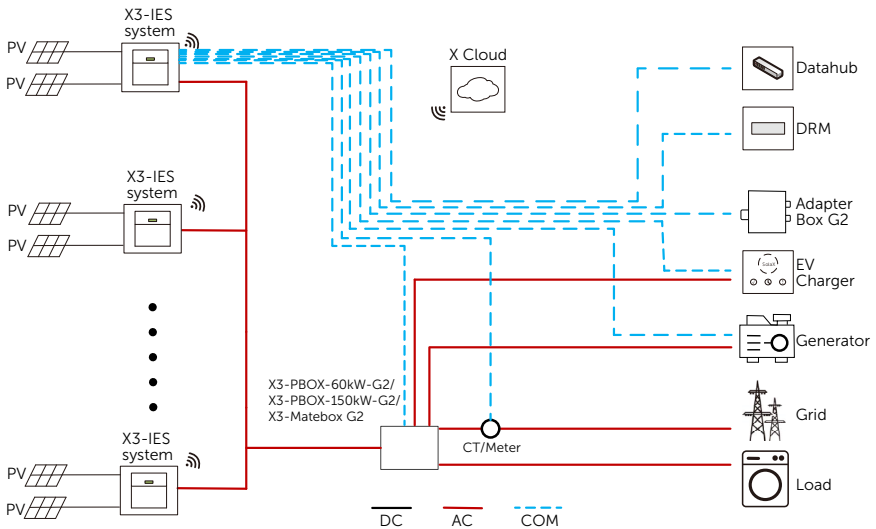 X3-IES
system
PV
PV
X Cloud
Datahub
DRM
X3-IES
system
PV
PV
Adapter
Box G2
SolaX
EV
Charger
Generator
X3-PBOX-60kW-G2/
X3-PBOX-150kW-G2/
X3-Matebox G2
Grid
CT/Meter
X3-IES
system
PV
PV
Load
DC
AC
COM